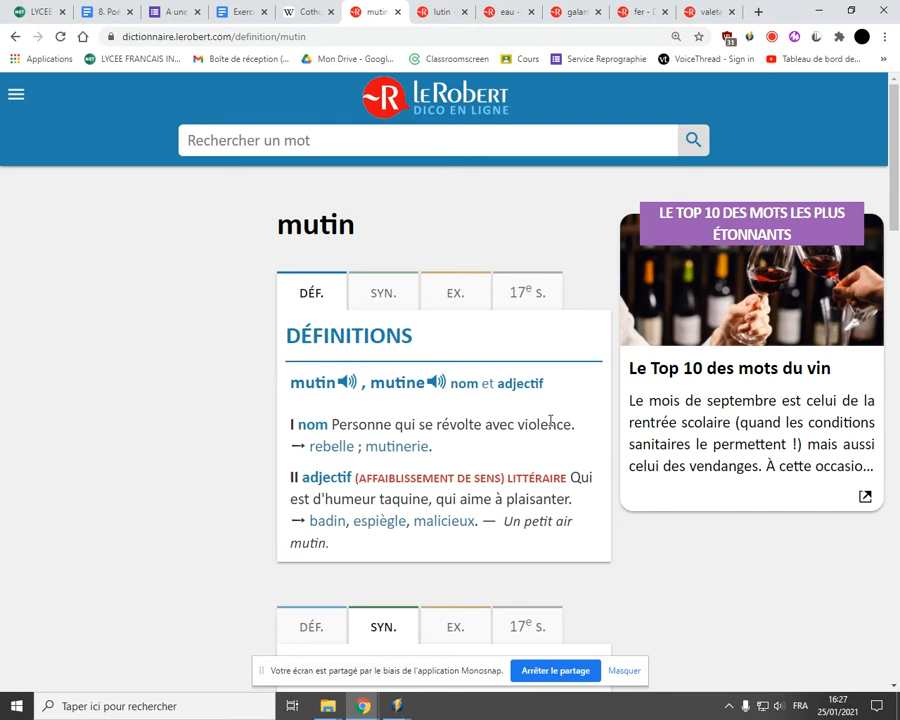 LYCEE
8. Poé
A une
Exerci
Cothu
mutin
lutin -
eau -
galan
fer - D
valeta
dictionnaire.lerobert.com/definition/mutin
31
Applications
LYCEE FRANCAIS IN...
Boîte de réception (...
Mon Drive - Googl...
Classroomscreen
Cours
Service Reprographie
VoiceThread - Sign in
Tableau de bord de...
»
~R leRobert
DICO EN LIGNE
Rechercher un mot
mutin
DÉF. SYN. EX. 17e S.
DÉFINITIONS
mutin , mutine nom et adjectif
I nom Personne qui se révolte avec violence.
→ rebelle ; mutinerie.
II adjectif (AFFAIBLISSEMENT DE SENS) LITTÉRAIRE Qui
est d'humeur taquine, qui aime à plaisanter.
→ badin, espiègle, malicieux. — Un petit air
mutin.
LE TOP 10 DES MOTS LES PLUS
ÉTONNANTS
Le Top 10 des mots du vin
Le mois de septembre est celui de la
rentrée scolaire (quand les conditions
sanitaires le permettent !) mais aussi
celui des vendanges. À cette occasio...
DÉF. SYN. EX. 17e S.
Votre écran est partagé par le biais de l'application Monosnap.
Arrêter le partage
Masquer
Taper ici pour rechercher
FRA
16:27
25/01/2021